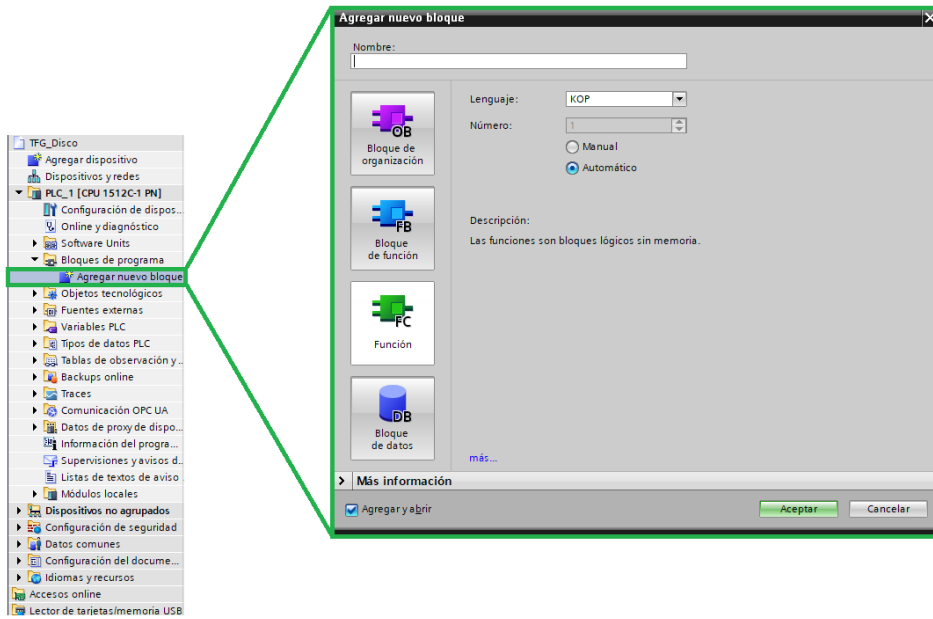 TFG_Disco
Agregar dispositivo
Dispositivos y redes
PLC_1 [CPU 1512C-1 PN]
Configuración de dispos...
Online y diagnóstico
Software Units
Bloques de programa
Agregar nuevo bloque
Objetos tecnológicos
Fuentes externas
Variables PLC
Tipos de datos PLC
Tablas de observación y ..
Backups online
Traces
Comunicación OPC UA
Datos de proxy de dispo...
Información del progra...
Supervisiones y avisos d..
Listas de textos de aviso
Módulos locales
Dispositivos no agrupados
Configuración de seguridad
Datos comunes
Configuración del docume...
Idiomas y recursos
Accesos online
Lector de tarjetas/memoria USB
Agregar nuevo bloque
X
Nombre:
OB
Bloque de
organización
FB
Bloque
de función
FC
Función
DB
Bloque
de datos
Lenguaje: KOP
Número: 1
Manual
Automático
Descripción:
Las funciones son bloques lógicos sin memoria.
más...
> Más información
Agregar y abrir
Aceptar
Cancelar